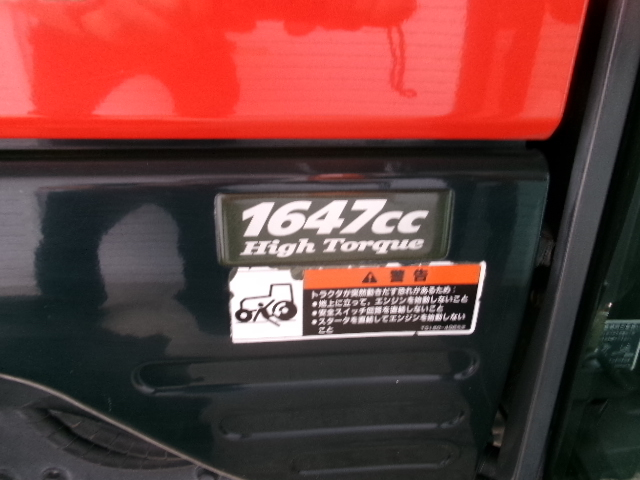 1647cc
High Torque
警告
トラクタが突然動きだす恐れがあるため:
●地上に立って、エンジンを始動しないこと
●安全スイッチ回路を直結しないこと
●スタータを直結してエンジンを始動しない
こと